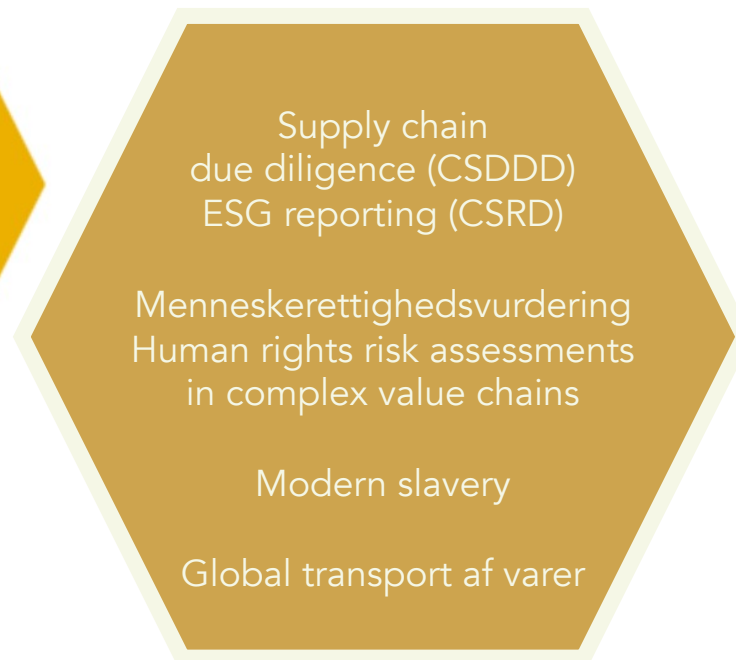 Supply chain
due diligence (CSDDD)
ESG reporting (CSRD)
Menneskerettighedsvurdering
Human rights risk assessments
in complex value chains
Modern slavery
Global transport af varer